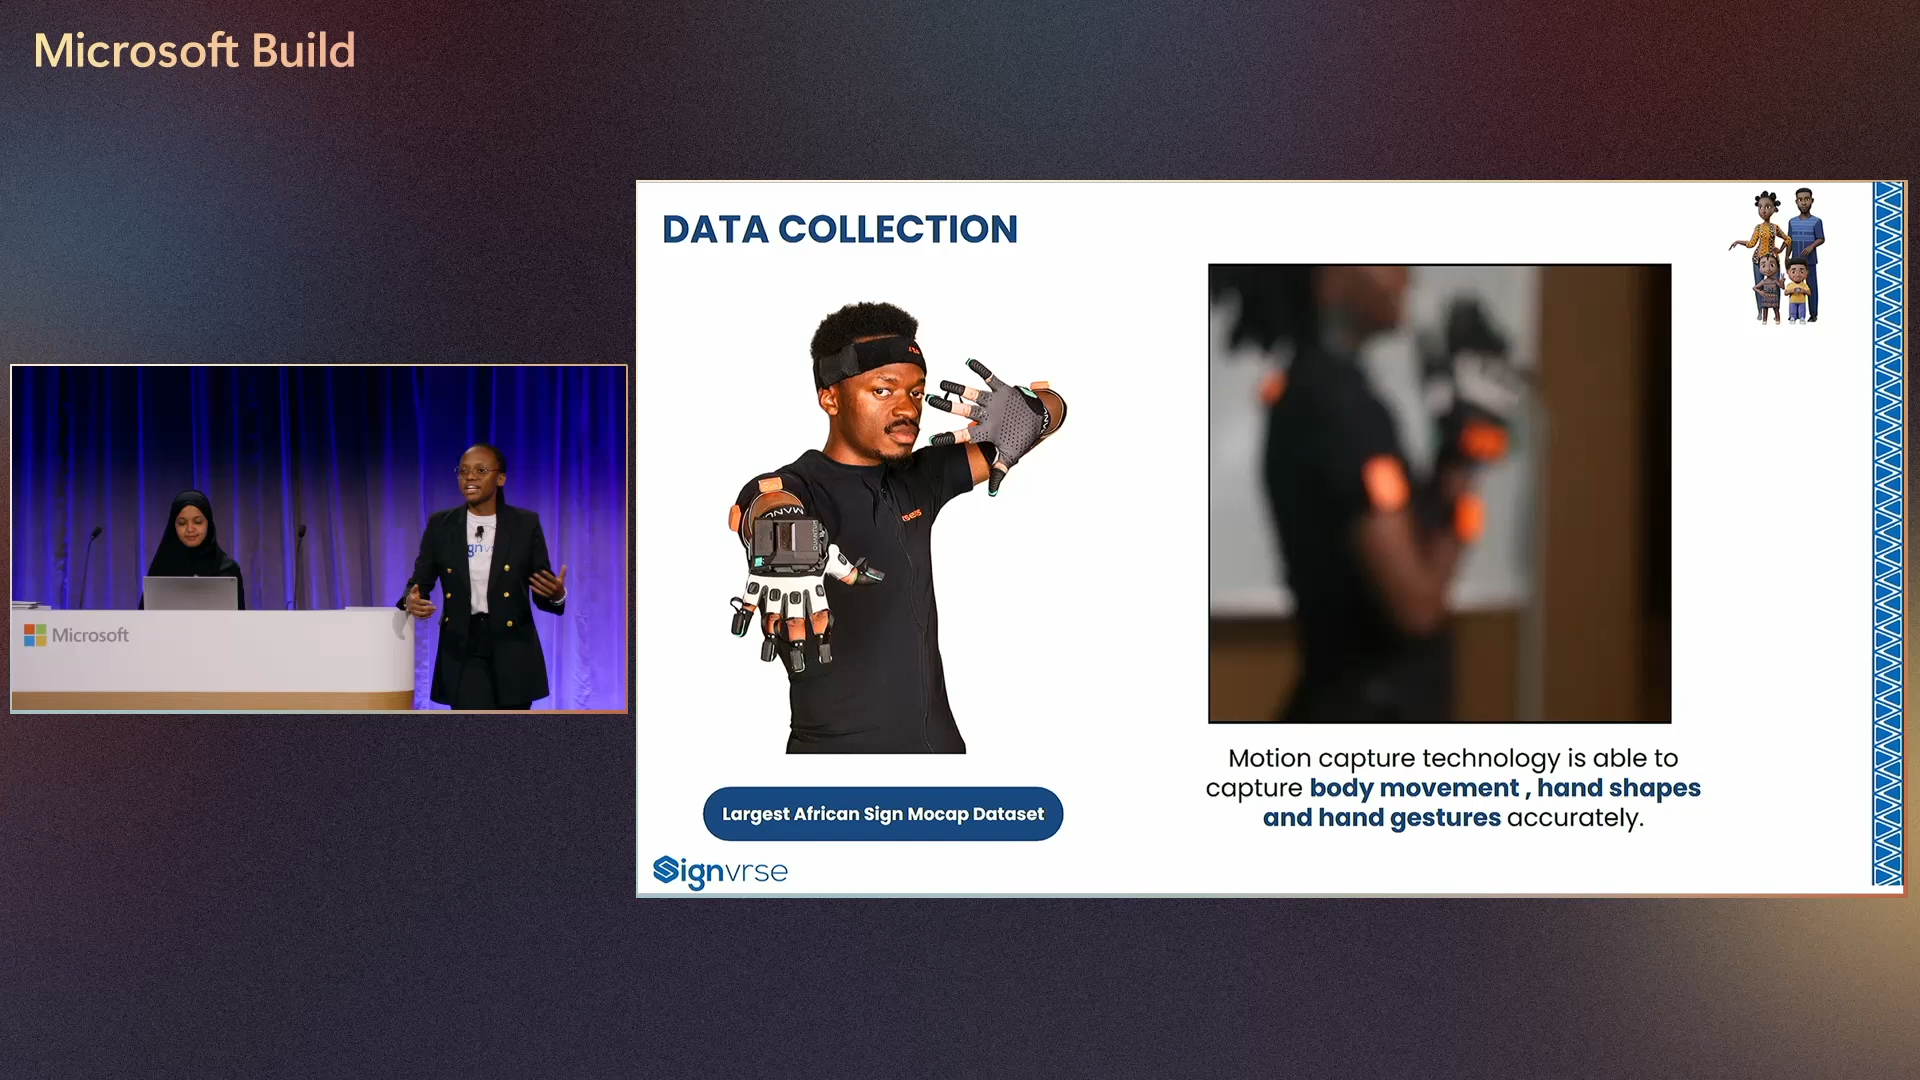 Microsoft Build
Microsoft
DATA COLLECTION
Largest African Sign Mocap Dataset
Signvrse
Motion capture technology is able to
capture body movement , hand shapes
and hand gestures accurately.
MANU